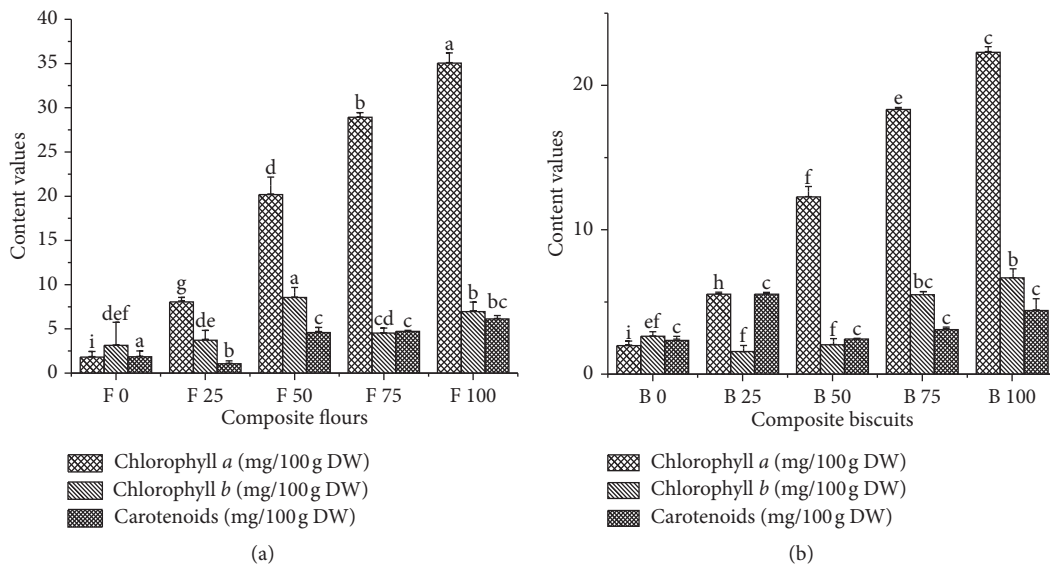 40
35
30
25
20
15
10
5
0
Content values
i
def
a
g
de
b
d
a
c
b
cd
c
a
b
bc
F 0
F 25
F 50
F 75
F 100
Composite flours
Chlorophyll a (mg/100 g DW)
Chlorophyll b (mg/100 g DW)
Carotenoids (mg/100 g DW)
(a)
20
10
0
Content values
i
ef
c
h
f
c
f
f
c
e
bc
c
c
b
c
B 0
B 25
B 50
B 75
B 100
Composite biscuits
Chlorophyll a (mg/100 g DW)
Chlorophyll b (mg/100 g DW)
Carotenoids (mg/100 g DW)
(b)